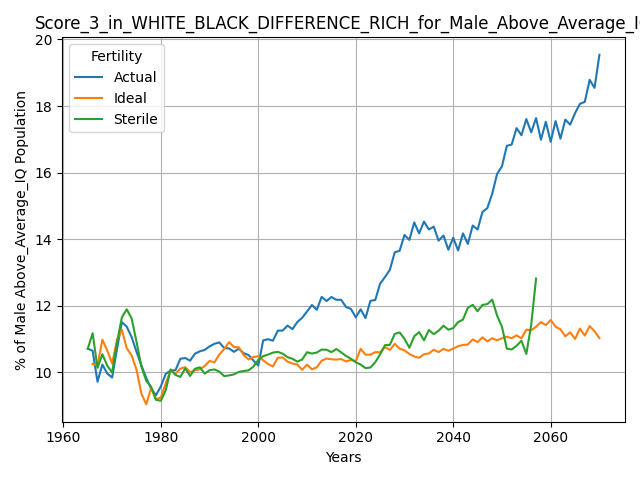 Score_3_in_WHITE_BLACK_DIFFERENCE_RICH_for_Male_Above_Average_I
Fertility
Actual
Ideal
Sterile
% of Male Above_Average_IQ Population
20
18
16
14
12
10
1960
1980
2000
2020
2040
2060
Years